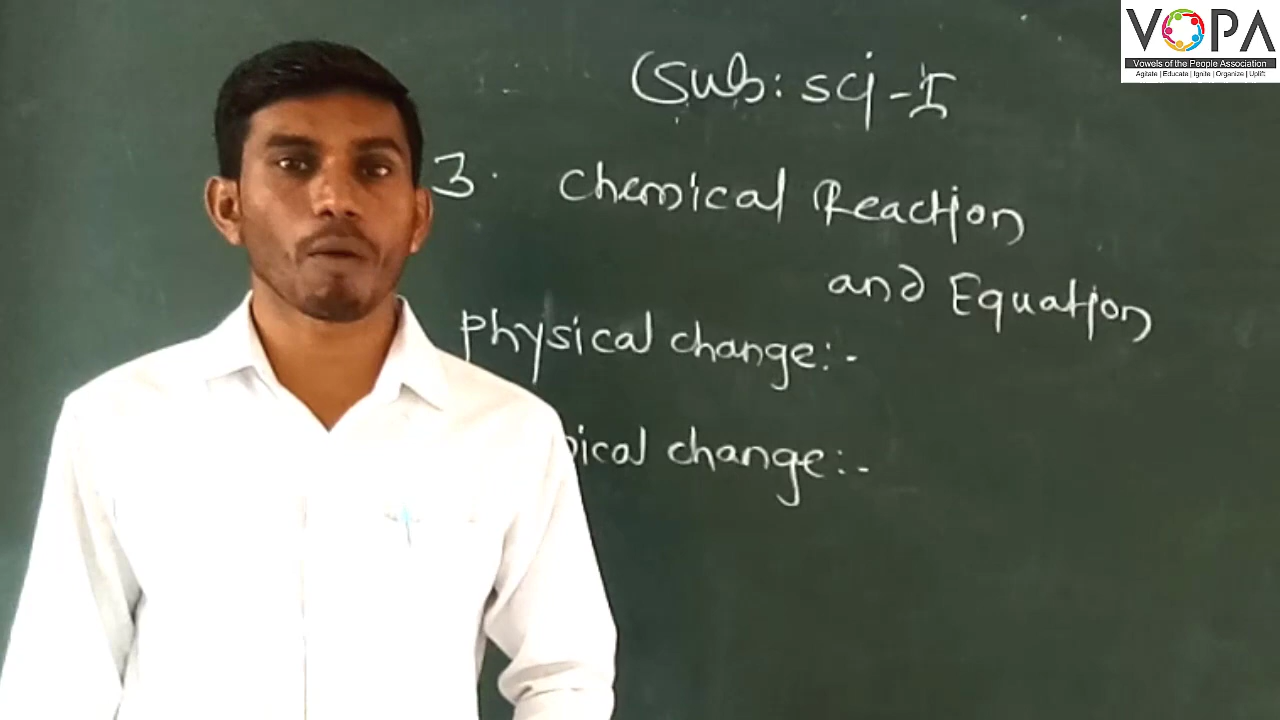 VOPA
Vowels of the People Association
Agitate | Educate | Ignite | Organize | Uplift
Sub: sci-I
3. Chemical Reaction
and Equation
Physical change:-
ical change:-